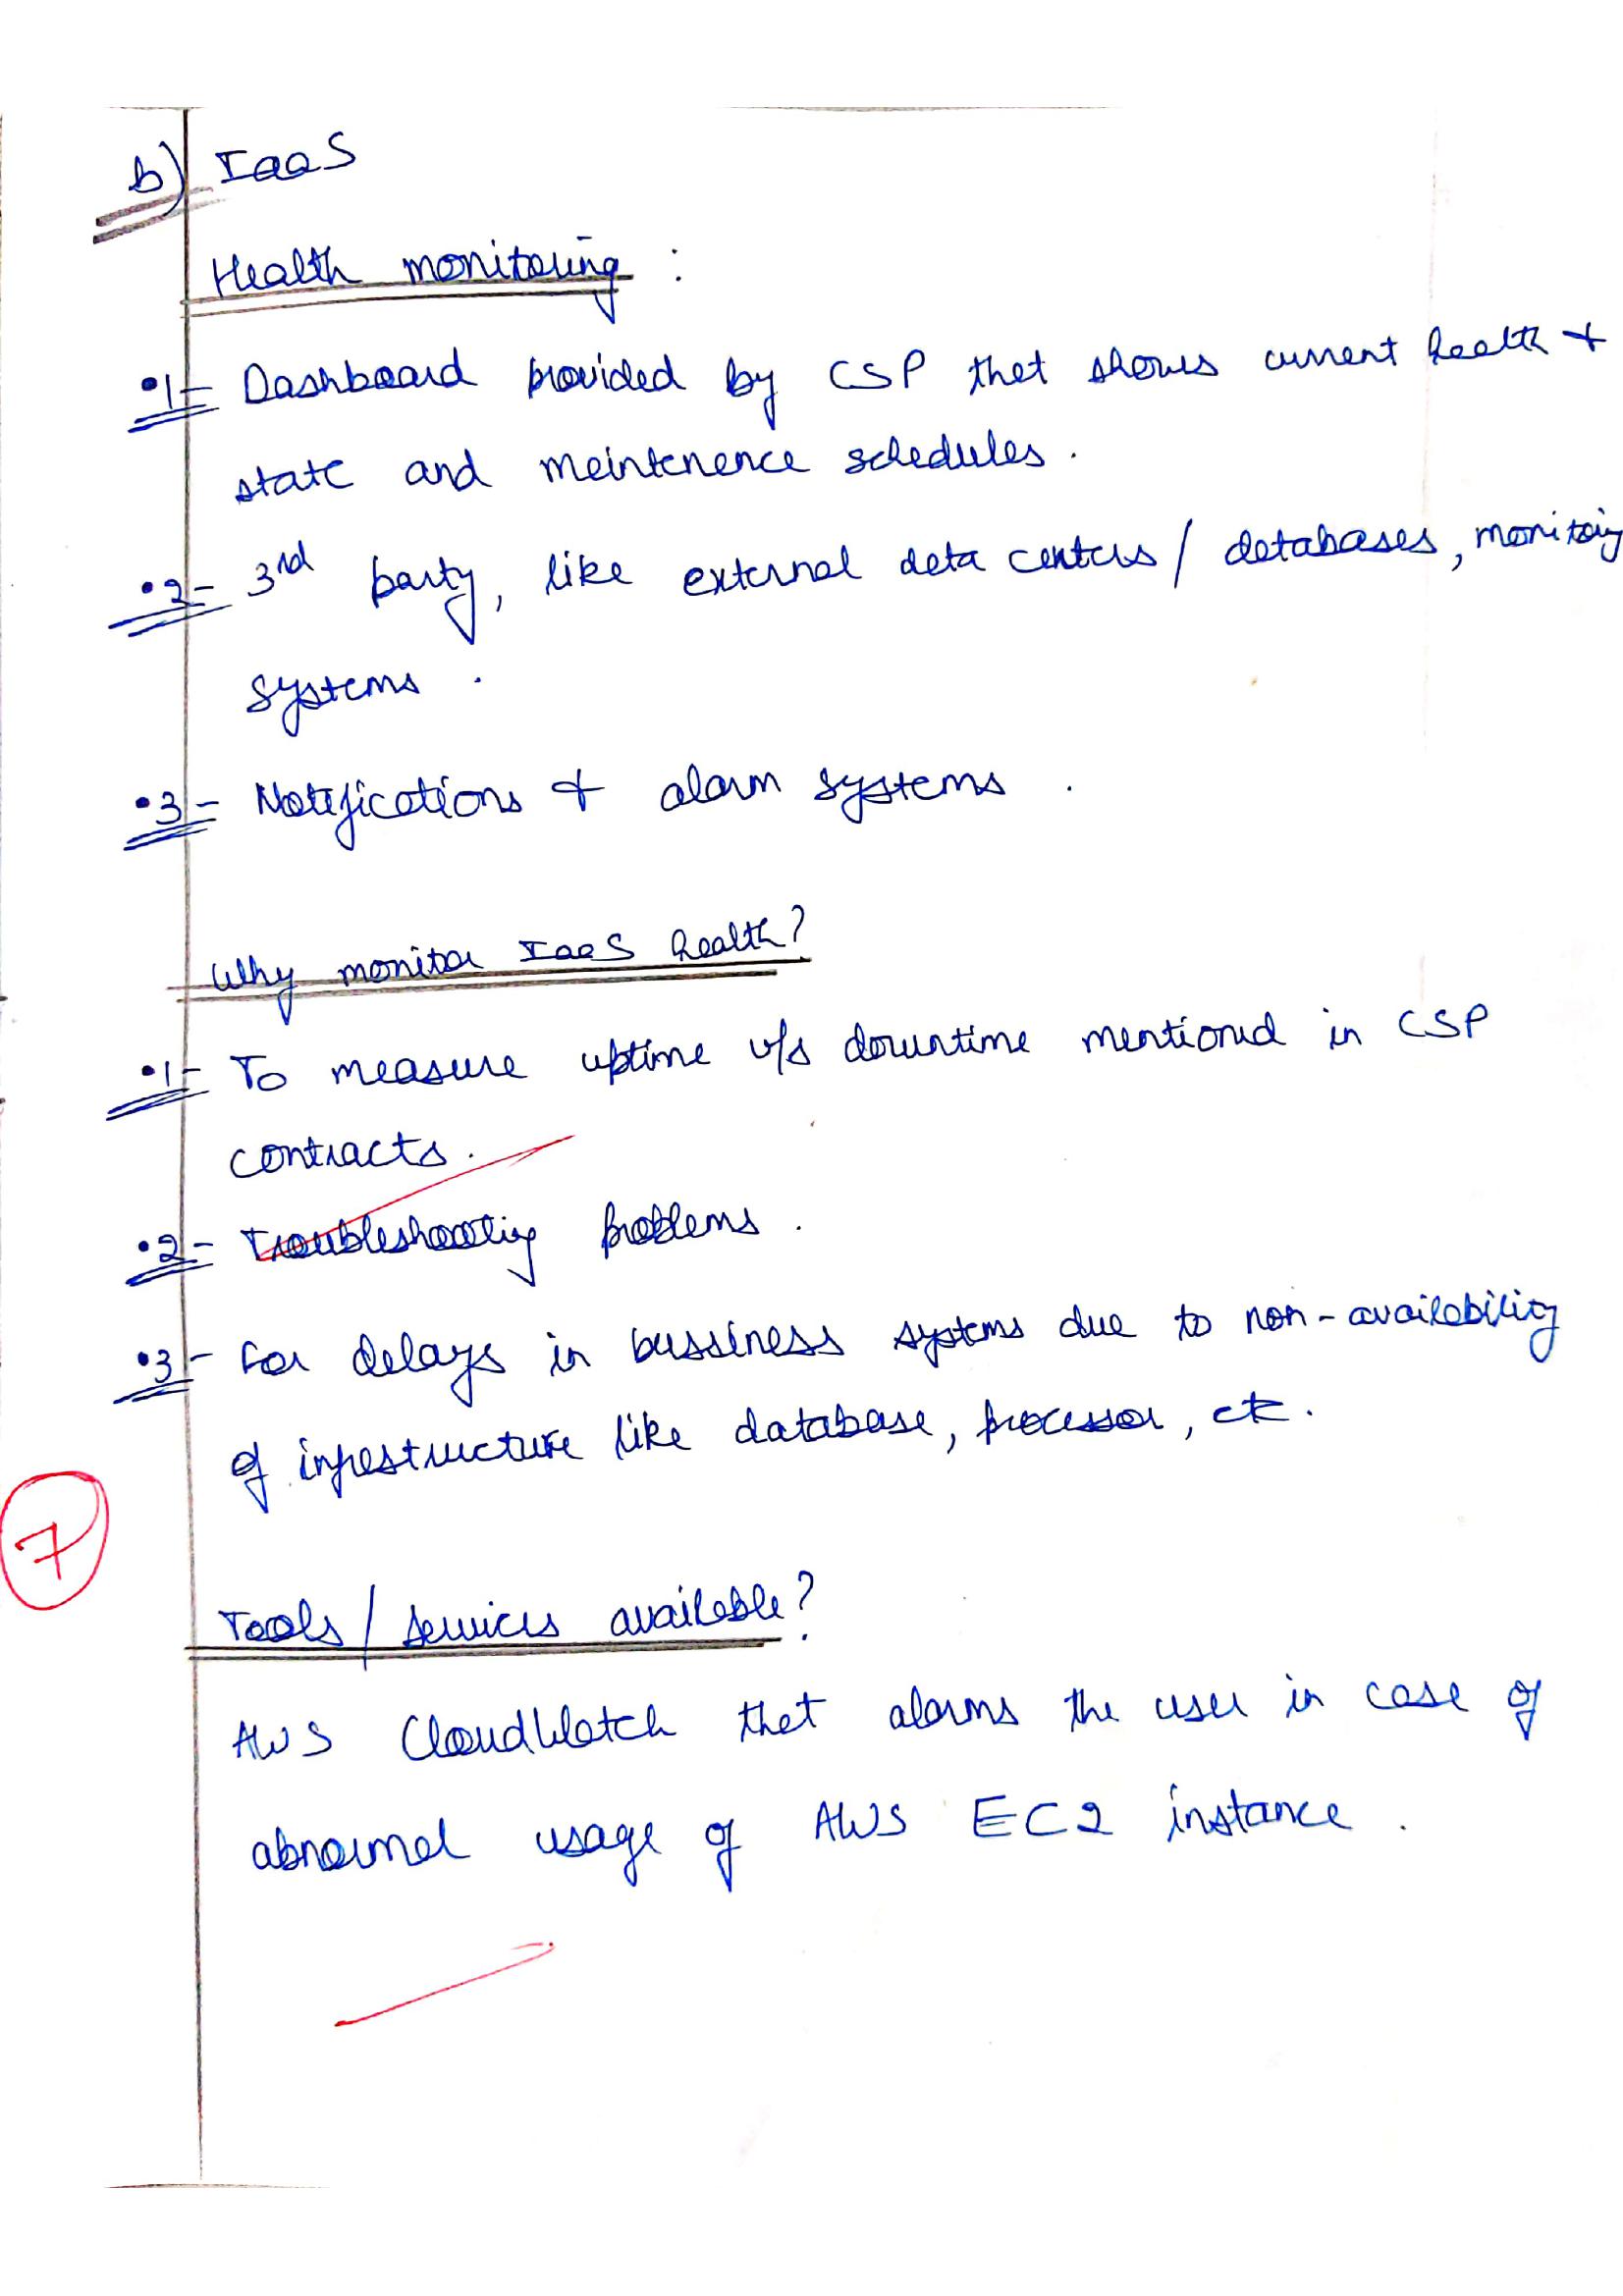 b) IaaS
Health monitoring :
•1- Dashboard provided by CSP that shows current health &
state and meintenence schedules.
•2- 3rd party, like external data centers / databases, monitoring
systems.
•3- Notifications & alarm systems.
Why monitor IaaS health?
•1- To measure uptime v/s downtime mentioned in CSP
contracts.
•2- Troubleshooting problems.
•3- For delays in bussiness systems due to non-availability
of infrestructure like database, processor, etc.
7
Tools / Services available?
AWS CloudWatch that alarms the user in case of
abnormal usage of AWS EC2 instance.